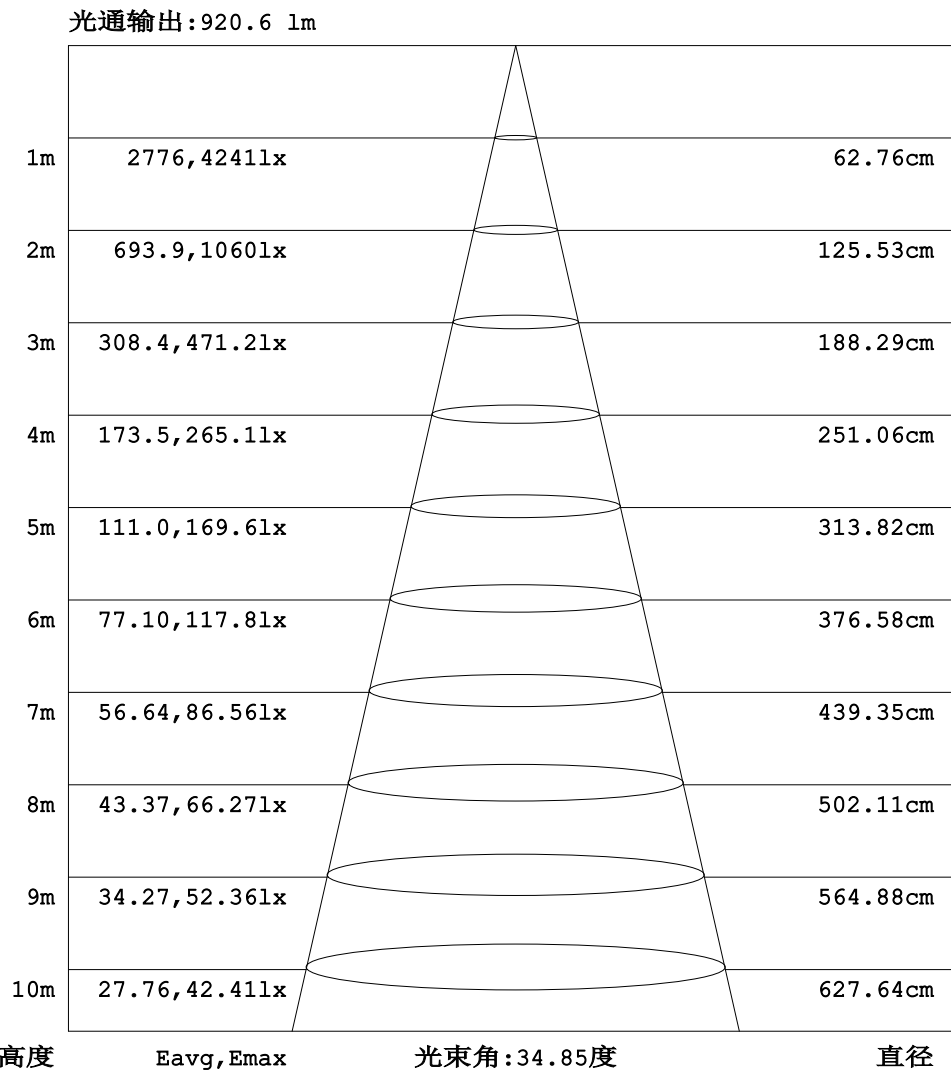 光通输出:920.6 lm
1m 2776,4241lx 62.76cm
2m 693.9,1060lx 125.53cm
3m 308.4,471.2lx 188.29cm
4m 173.5,265.1lx 251.06cm
5m 111.0,169.6lx 313.82cm
6m 77.10,117.8lx 376.58cm
7m 56.64,86.56lx 439.35cm
8m 43.37,66.27lx 502.11cm
9m 34.27,52.36lx 564.88cm
10m 27.76,42.41lx 627.64cm
高度 Eavg,Emax 光束角:34.85度 直径